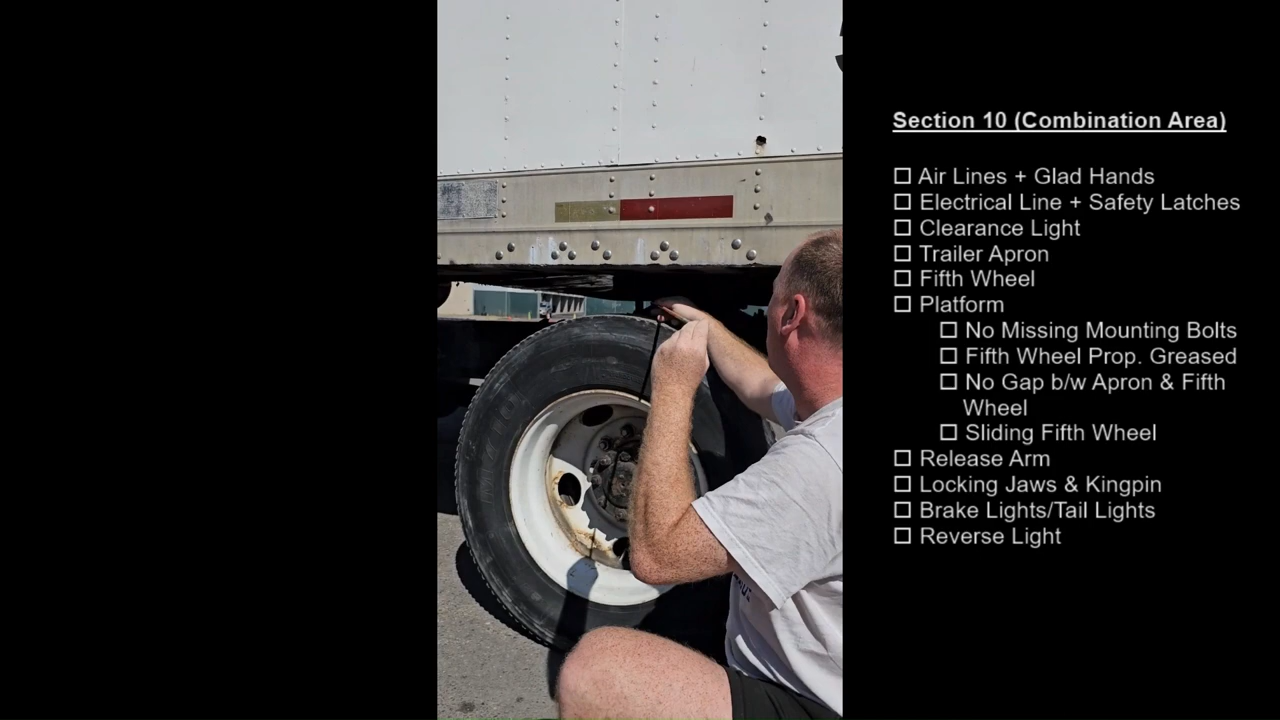 Section 10 (Combination Area)
☐ Air Lines + Glad Hands
☐ Electrical Line + Safety Latches
☐ Clearance Light
☐ Trailer Apron
☐ Fifth Wheel
☐ Platform
☐ No Missing Mounting Bolts
☐ Fifth Wheel Prop. Greased
☐ No Gap b/w Apron & Fifth
Wheel
☐ Sliding Fifth Wheel
☐ Release Arm
☐ Locking Jaws & Kingpin
☐ Brake Lights/Tail Lights
☐ Reverse Light